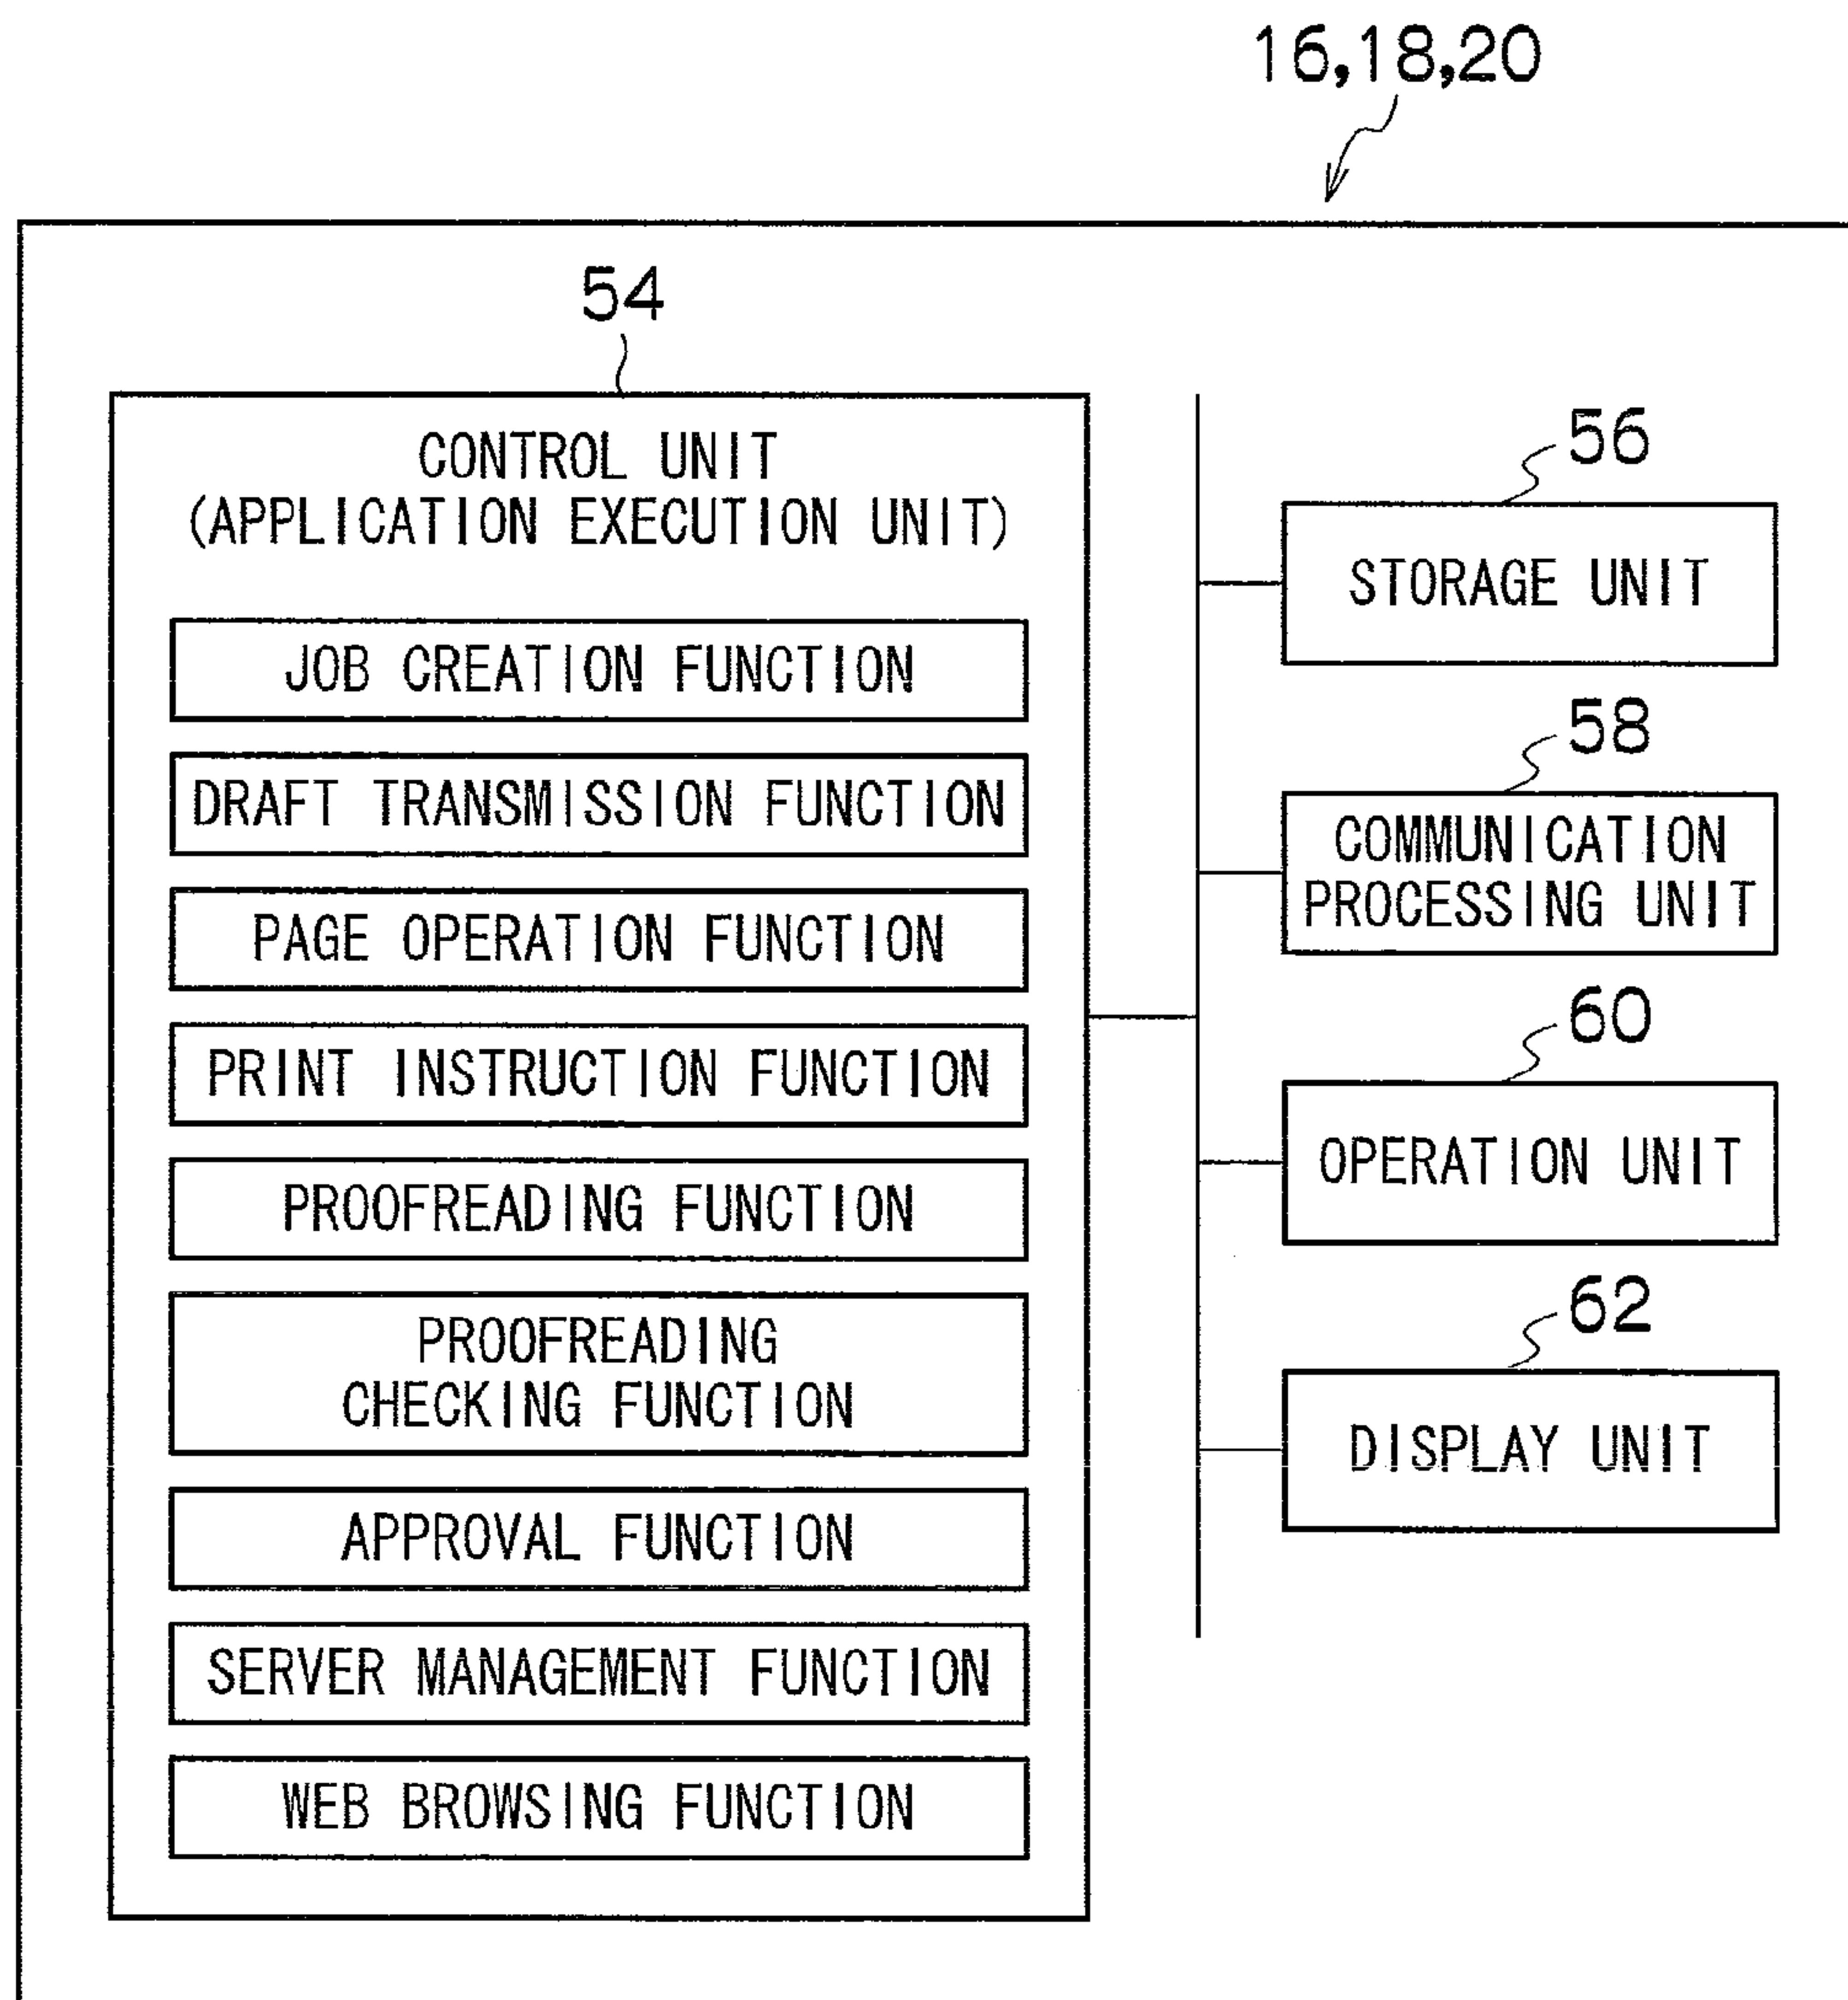 16,18,20
54
CONTROL UNIT
(APPLICATION EXECUTION UNIT)
JOB CREATION FUNCTION
DRAFT TRANSMISSION FUNCTION
PAGE OPERATION FUNCTION
PRINT INSTRUCTION FUNCTION
PROOFREADING FUNCTION
PROOFREADING
CHECKING FUNCTION
APPROVAL FUNCTION
SERVER MANAGEMENT FUNCTION
WEB BROWSING FUNCTION
56
STORAGE UNIT
58
COMMUNICATION
PROCESSING UNIT
60
OPERATION UNIT
62
DISPLAY UNIT